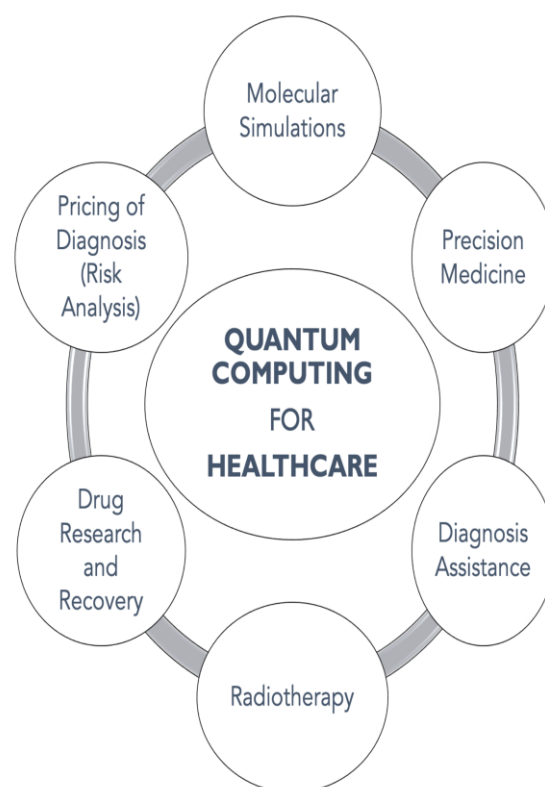 Molecular
Simulations
Pricing of
Diagnosis
(Risk
Analysis)
Precision
Medicine
QUANTUM
COMPUTING
FOR
HEALTHCARE
Drug
Research
and
Recovery
Diagnosis
Assistance
Radiotherapy